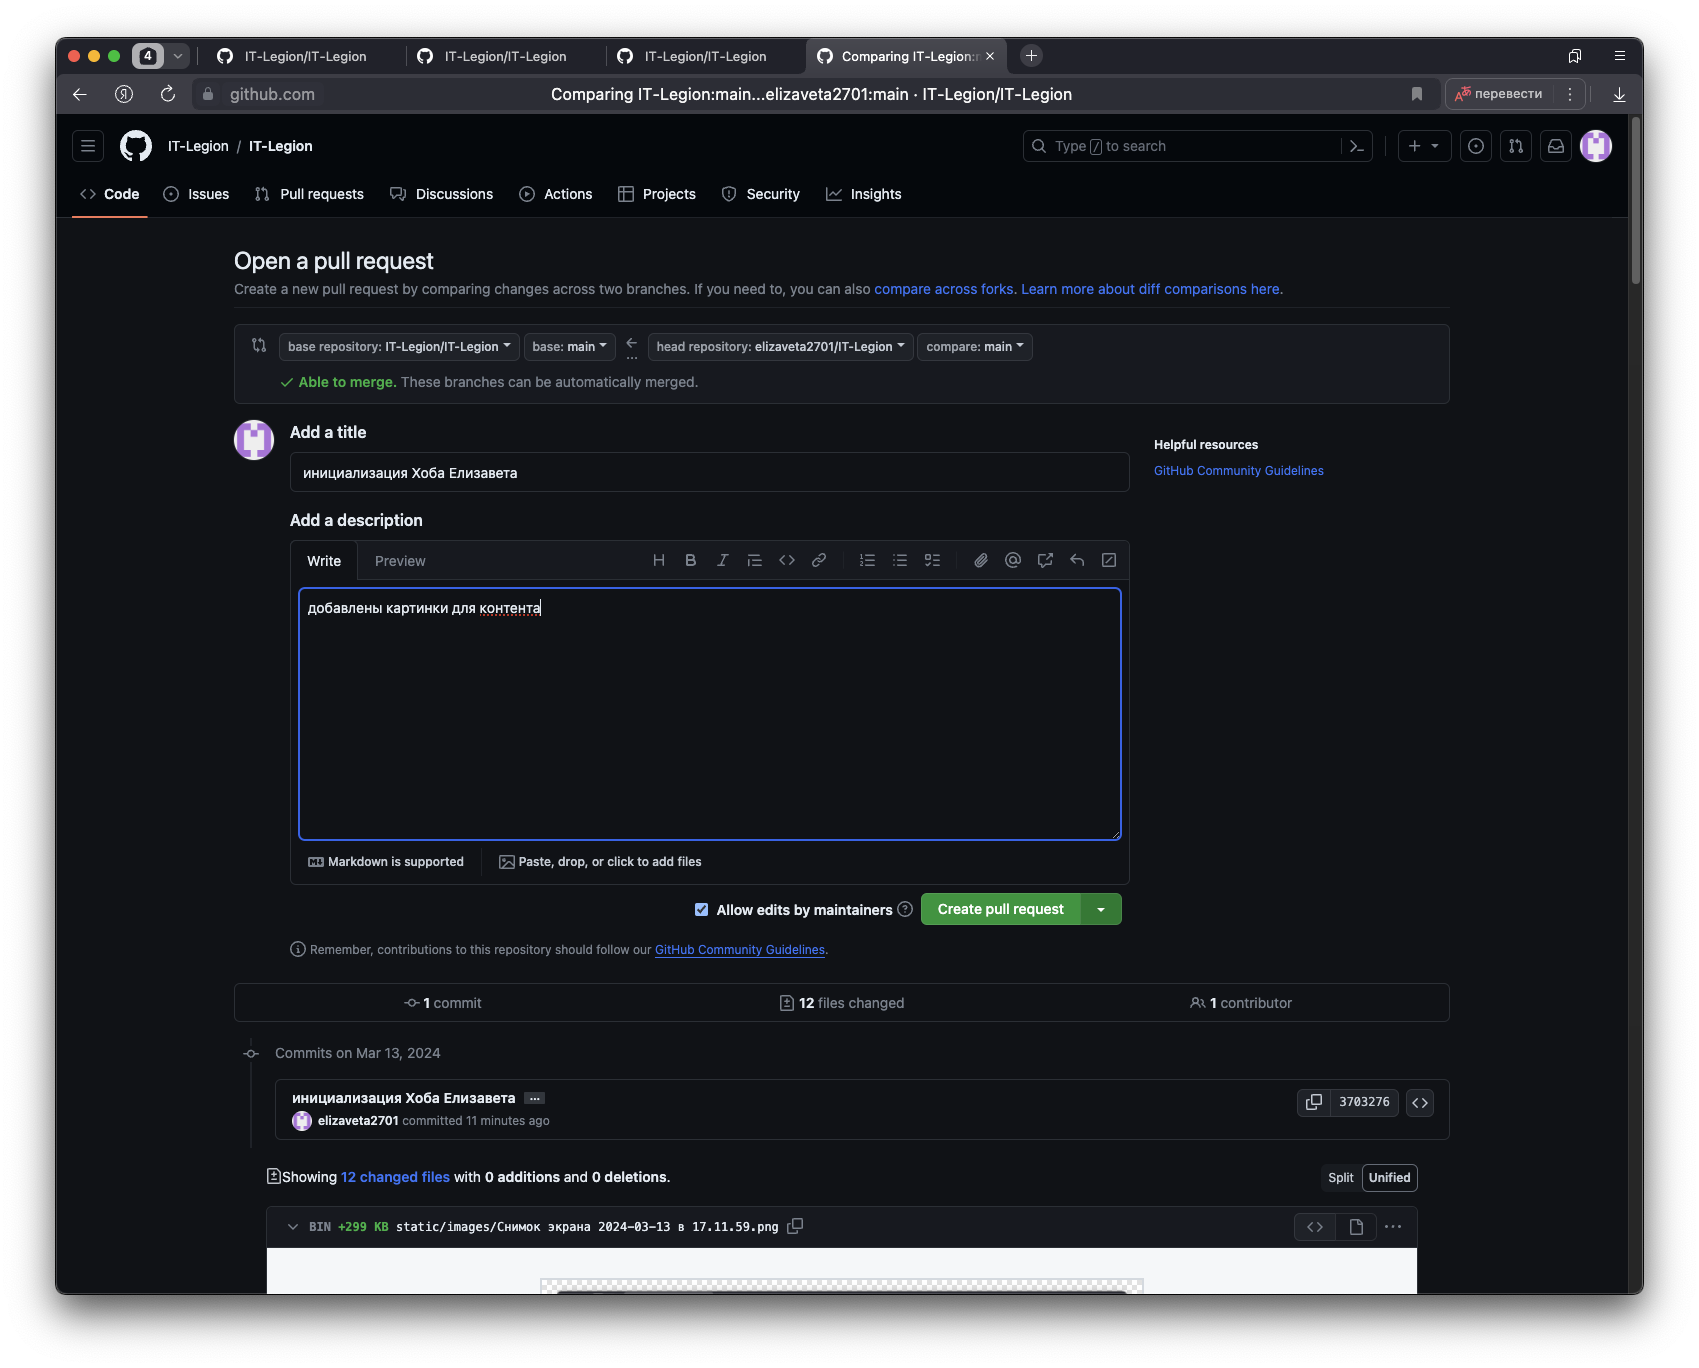 4
IT-Legion/IT-Legion
IT-Legion/IT-Legion
IT-Legion/IT-Legion
Comparing IT-Legion:
github.com
Comparing IT-Legion:main...elizaveta2701:main · IT-Legion/IT-Legion
перевести
IT-Legion / IT-Legion
Type / to search
Code
Issues
Pull requests
Discussions
Actions
Projects
Security
Insights
Open a pull request
Create a new pull request by comparing changes across two branches. If you need to, you can also compare across forks. Learn more about diff comparisons here.
base repository: IT-Legion/IT-Legion
base: main
head repository: elizaveta2701/IT-Legion
compare: main
Able to merge. These branches can be automatically merged.
Add a title
Helpful resources
инициализация Хоба Елизавета
GitHub Community Guidelines
Add a description
Write
Preview
добавлены картинки для контента
Markdown is supported
Paste, drop, or click to add files
Allow edits by maintainers
Create pull request
Remember, contributions to this repository should follow our GitHub Community Guidelines.
1 commit
12 files changed
1 contributor
Commits on Mar 13, 2024
инициализация Хоба Елизавета ...
3703276
elizaveta2701 committed 11 minutes ago
Showing 12 changed files with 0 additions and 0 deletions.
Split
Unified
BIN +299 KB static/images/Снимок экрана 2024-03-13 в 17.11.59.png